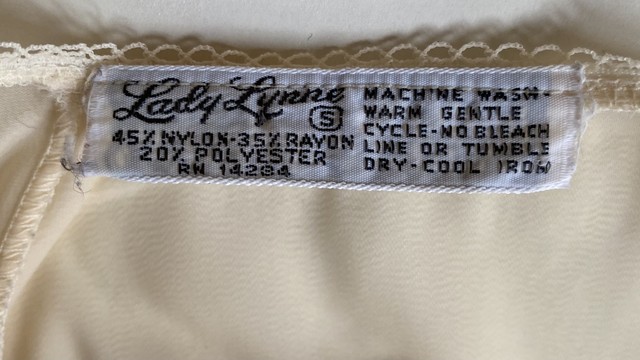 Lady Lynne
S
45% NYLON-35% RAYON
20% POLYESTER
RN 14284
MACHINE WASH-
WARM GENTLE
CYCLE-NO BLEACH
LINE OR TUMBLE
DRY-COOL IRON